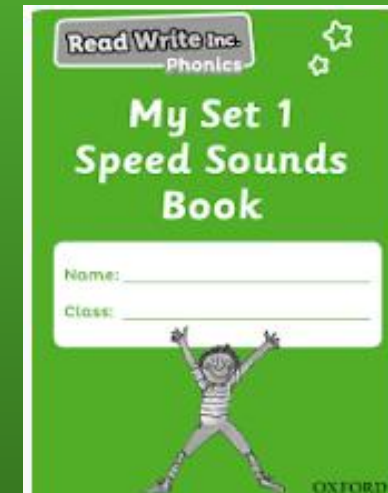 Read Write Inc.
Phonics
My Set 1
Speed Sounds
Book
Name:
Class:
OXFORD